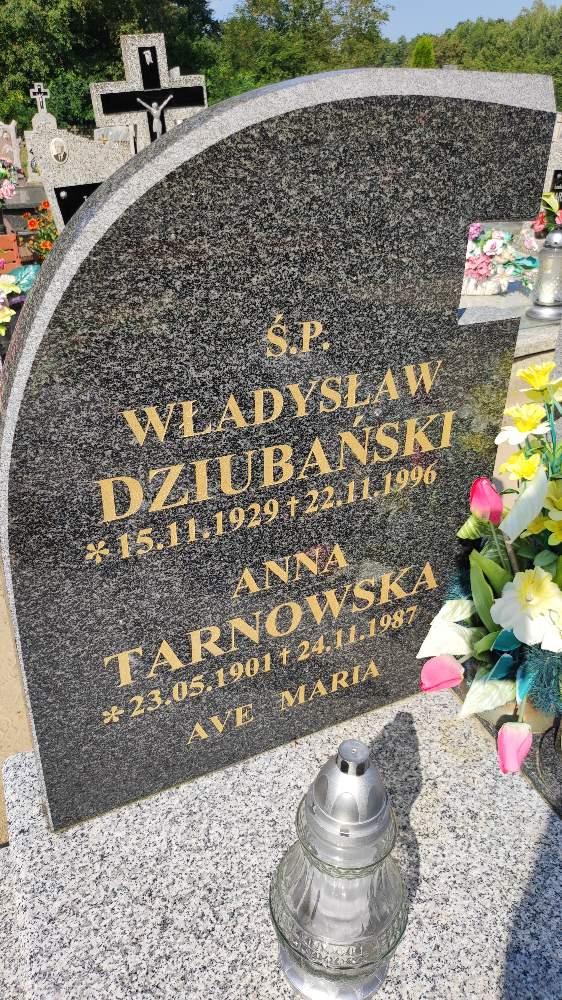 Ś.P.
WŁADYSŁAW
DZIUBAŃSKI
*15.11.1929 † 22.11.1996
ANNA
TARNOWSKA
*23.05.1901 † 24.11.1987
AVE MARIA